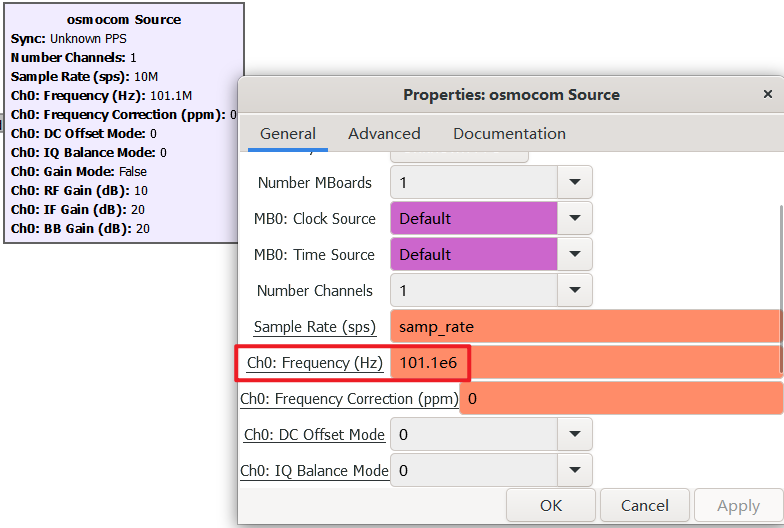 osmocom Source
Sync: Unknown PPS
Number Channels: 1
Sample Rate (sps): 10M
Ch0: Frequency (Hz): 101.1M
Ch0: Frequency Correction (ppm): 0
Ch0: DC Offset Mode: 0
Ch0: IQ Balance Mode: 0
Ch0: Gain Mode: False
Ch0: RF Gain (dB): 10
Ch0: IF Gain (dB): 20
Ch0: BB Gain (dB): 20
Properties: osmocom Source
General Advanced Documentation
Number MBoards 1
MB0: Clock Source Default
MB0: Time Source Default
Number Channels 1
Sample Rate (sps) samp_rate
Ch0: Frequency (Hz) 101.1e6
Ch0: Frequency Correction (ppm) 0
Ch0: DC Offset Mode 0
Ch0: IQ Balance Mode 0
OK Cancel Apply